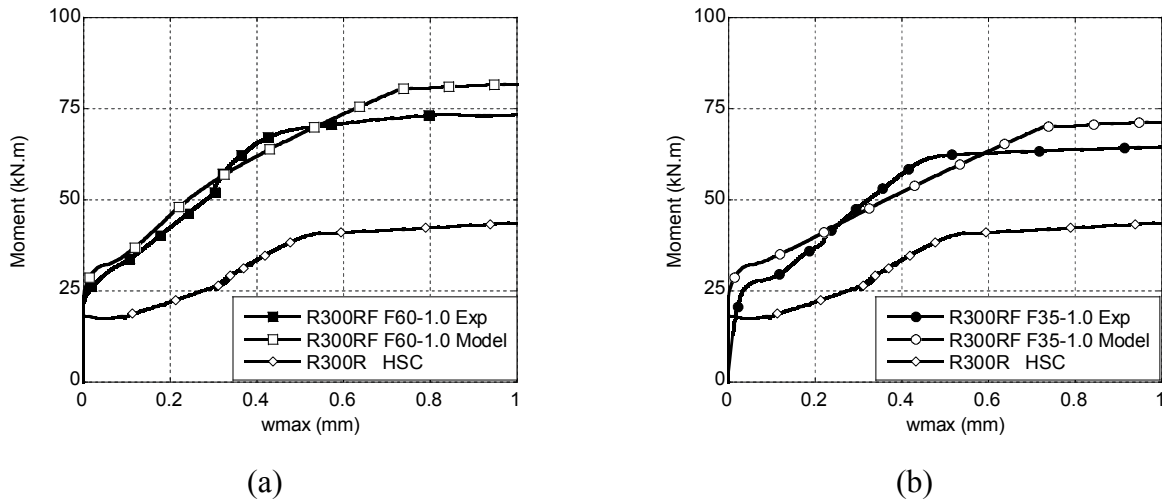 100
75
50
25
0
Moment (kN.m)
0 0.2 0.4 0.6 0.8 1
wmax (mm)
R300RF F60-1.0 Exp
R300RF F60-1.0 Model
R300R HSC
(a)
100
75
50
25
0
Moment (kN.m)
0 0.2 0.4 0.6 0.8 1
wmax (mm)
R300RF F35-1.0 Exp
R300RF F35-1.0 Model
R300R HSC
(b)